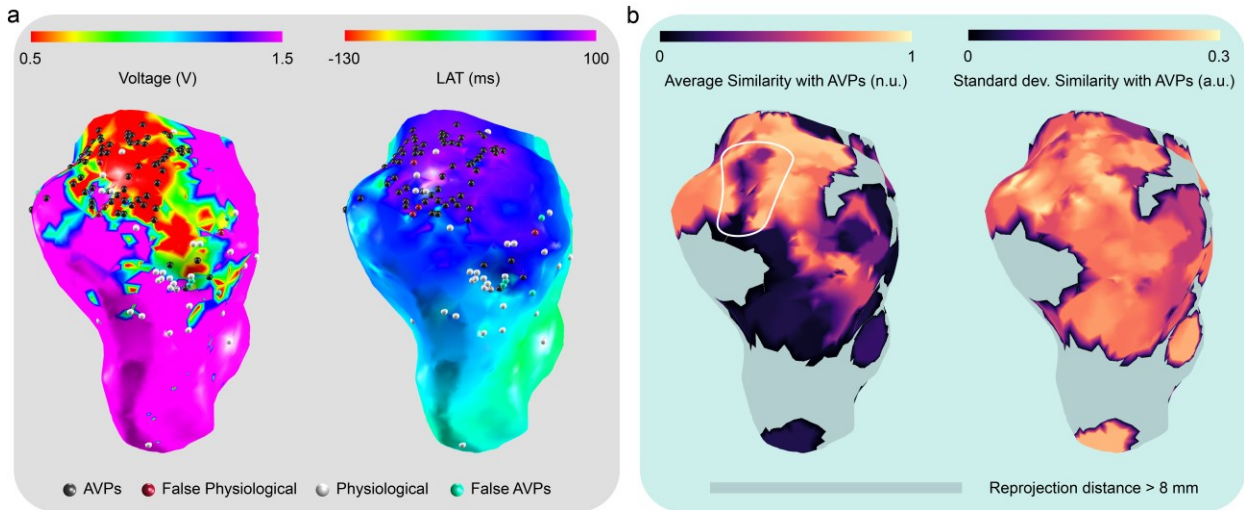 a
0.5 1.5
Voltage (V)
-130 100
LAT (ms)
AVPs False Physiological Physiological False AVPs
b
0 1
Average Similarity with AVPs (n.u.)
0 0.3
Standard dev. Similarity with AVPs (a.u.)
Reprojection distance > 8 mm